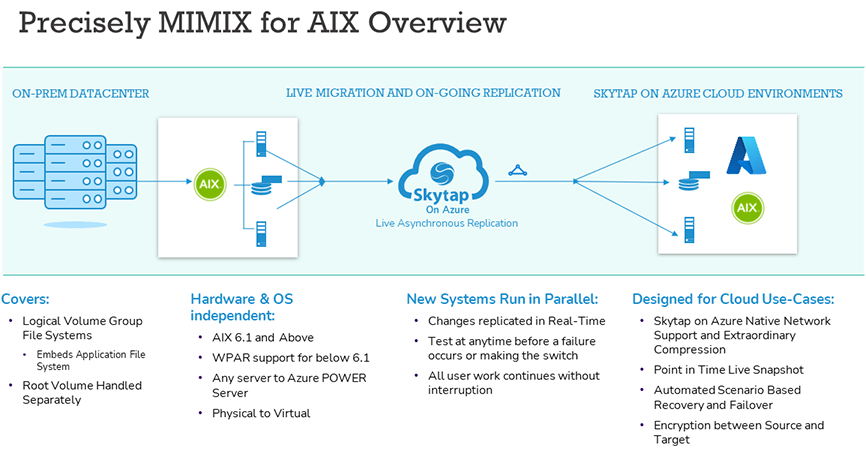 Precisely MIMIX for AIX Overview
ON-PREM DATACENTER
LIVE MIGRATION AND ON-GOING REPLICATION
SKYTAP ON AZURE CLOUD ENVIRONMENTS
AIX
Skytap
On Azure
Live Asynchronous Replication
AIX
Covers:
• Logical Volume Group
File Systems
• Embeds Application File
System
• Root Volume Handled
Separately
Hardware & OS
independent:
• AIX 6.1 and Above
• WPAR support for below 6.1
• Any server to Azure POWER
Server
• Physical to Virtual
New Systems Run in Parallel:
• Changes replicated in Real-Time
• Test at anytime before a failure
occurs or making the switch
• All user work continues without
interruption
Designed for Cloud Use-Cases:
• Skytap on Azure Native Network
Support and Extraordinary
Compression
• Point in Time Live Snapshot
• Automated Scenario Based
Recovery and Failover
• Encryption between Source and
Target